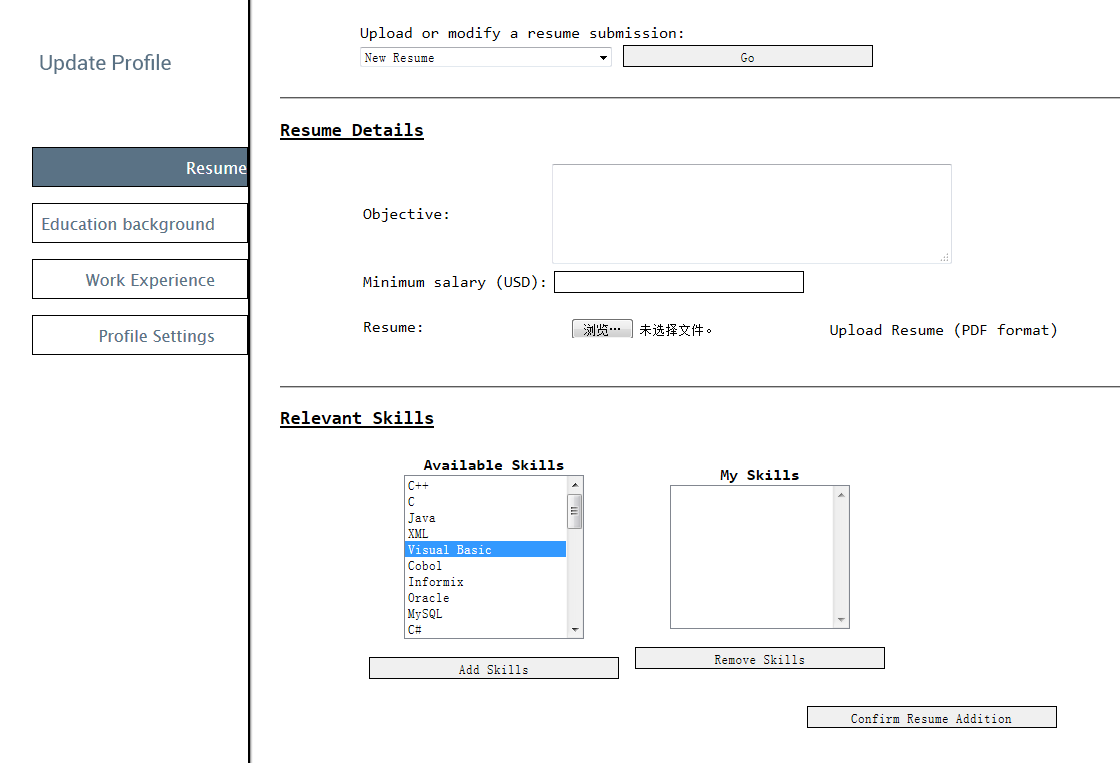 Update Profile
Resume
Education background
Work Experience
Profile Settings
Upload or modify a resume submission:
New Resume
Go
Resume Details
Objective:
Minimum salary (USD):
Resume:
浏览… 未选择文件。
Upload Resume (PDF format)
Relevant Skills
Available Skills
C++
C
Java
XML
Visual Basic
Cobol
Informix
Oracle
MySQL
C#
Add Skills
My Skills
Remove Skills
Confirm Resume Addition